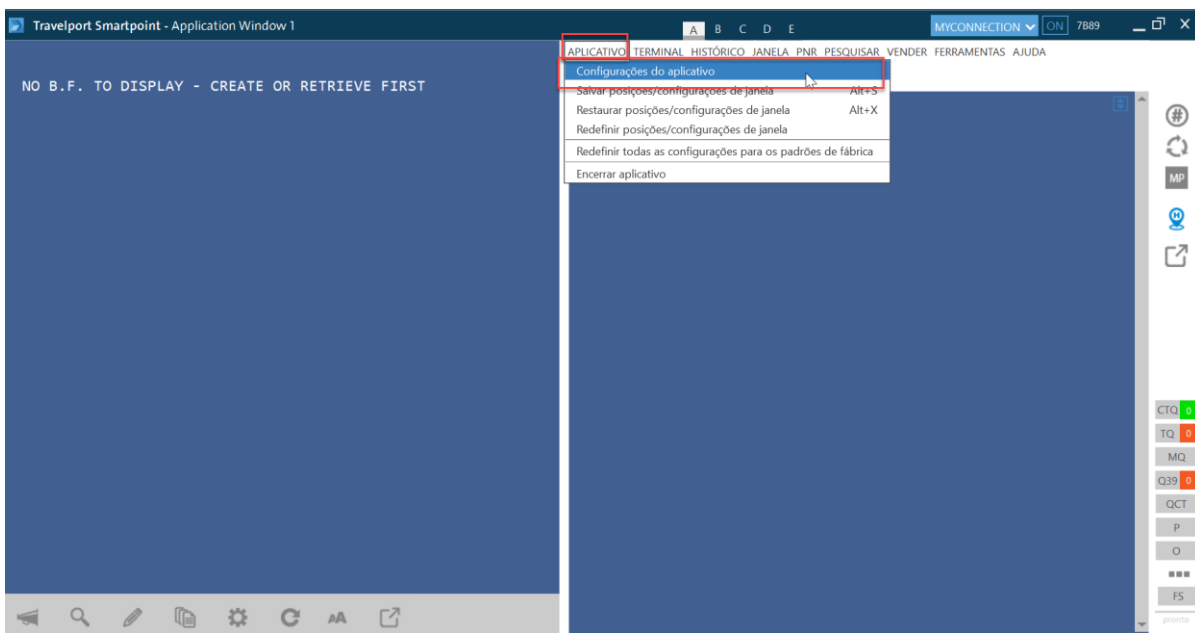 Travelport Smartpoint - Application Window 1
A B C D E
MYCONNECTION ON 7B89
APLICATIVO TERMINAL HISTÓRICO JANELA PNR PESQUISAR VENDER FERRAMENTAS AJUDA
NO B.F. TO DISPLAY - CREATE OR RETRIEVE FIRST
Configurações do aplicativo
Salvar posições/configurações de janela Alt+S
Restaurar posições/configurações de janela Alt+X
Redefinir posições/configurações de janela
Redefinir todas as configurações para os padrões de fábrica
Encerrar aplicativo
#
MP
H
CTQ 0
TQ 0
MQ
Q39 0
QCT
P
O
FS
AA
pronto